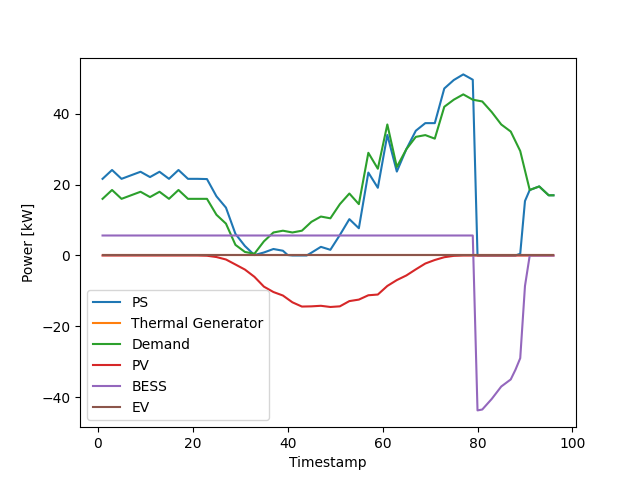 40
20
0
−20
−40
Power [kW]
PS
Thermal Generator
Demand
PV
BESS
EV
0
20
40
60
80
100
Timestamp